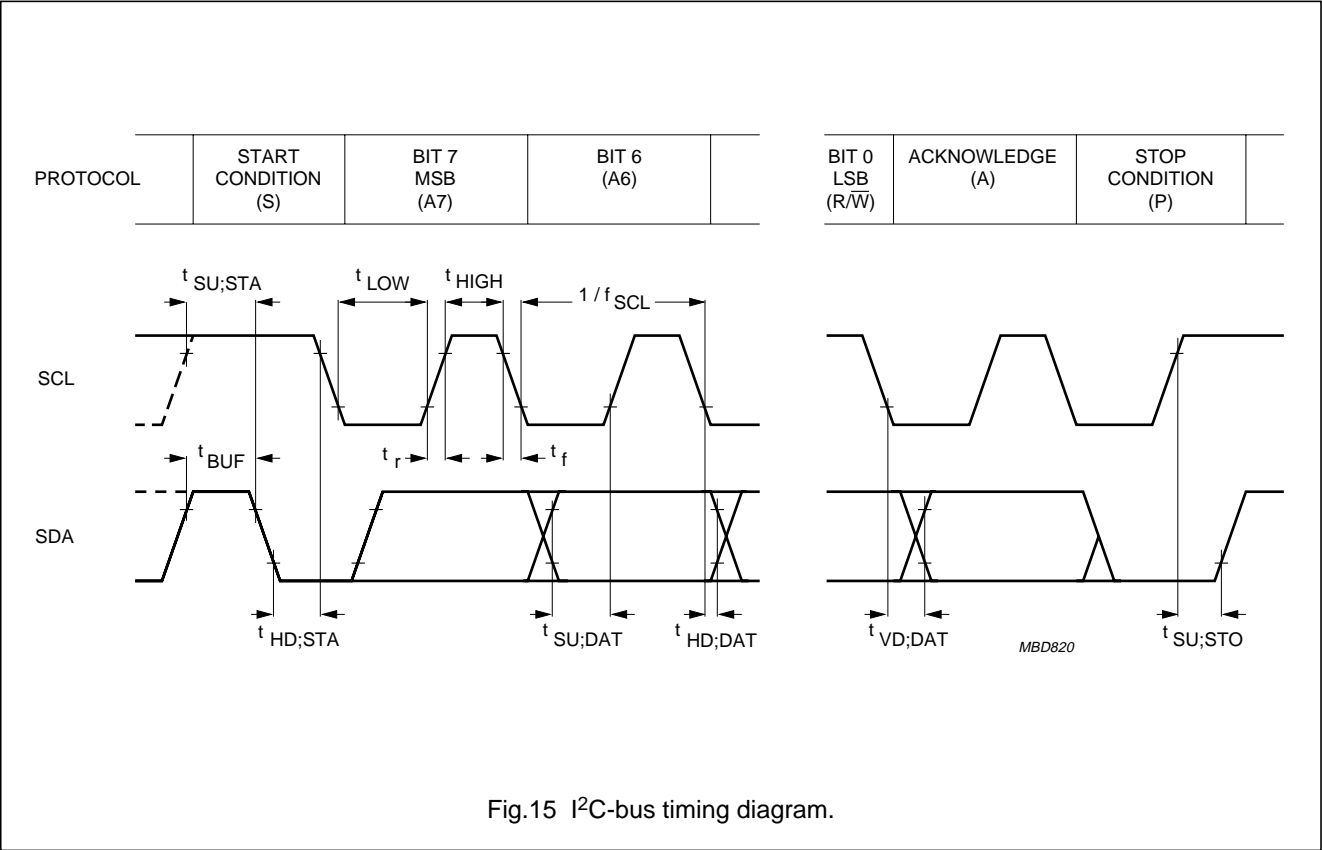 PROTOCOL
START
CONDITION
(S)
BIT 7
MSB
(A7)
BIT 6
(A6)
BIT 0
LSB
(R/W̅)
ACKNOWLEDGE
(A)
STOP
CONDITION
(P)
t SU;STA
t LOW
t HIGH
1 / f SCL
SCL
t BUF
t r
t f
SDA
t HD;STA
t SU;DAT
t HD;DAT
t VD;DAT
MBD820
t SU;STO
Fig.15 I²C-bus timing diagram.